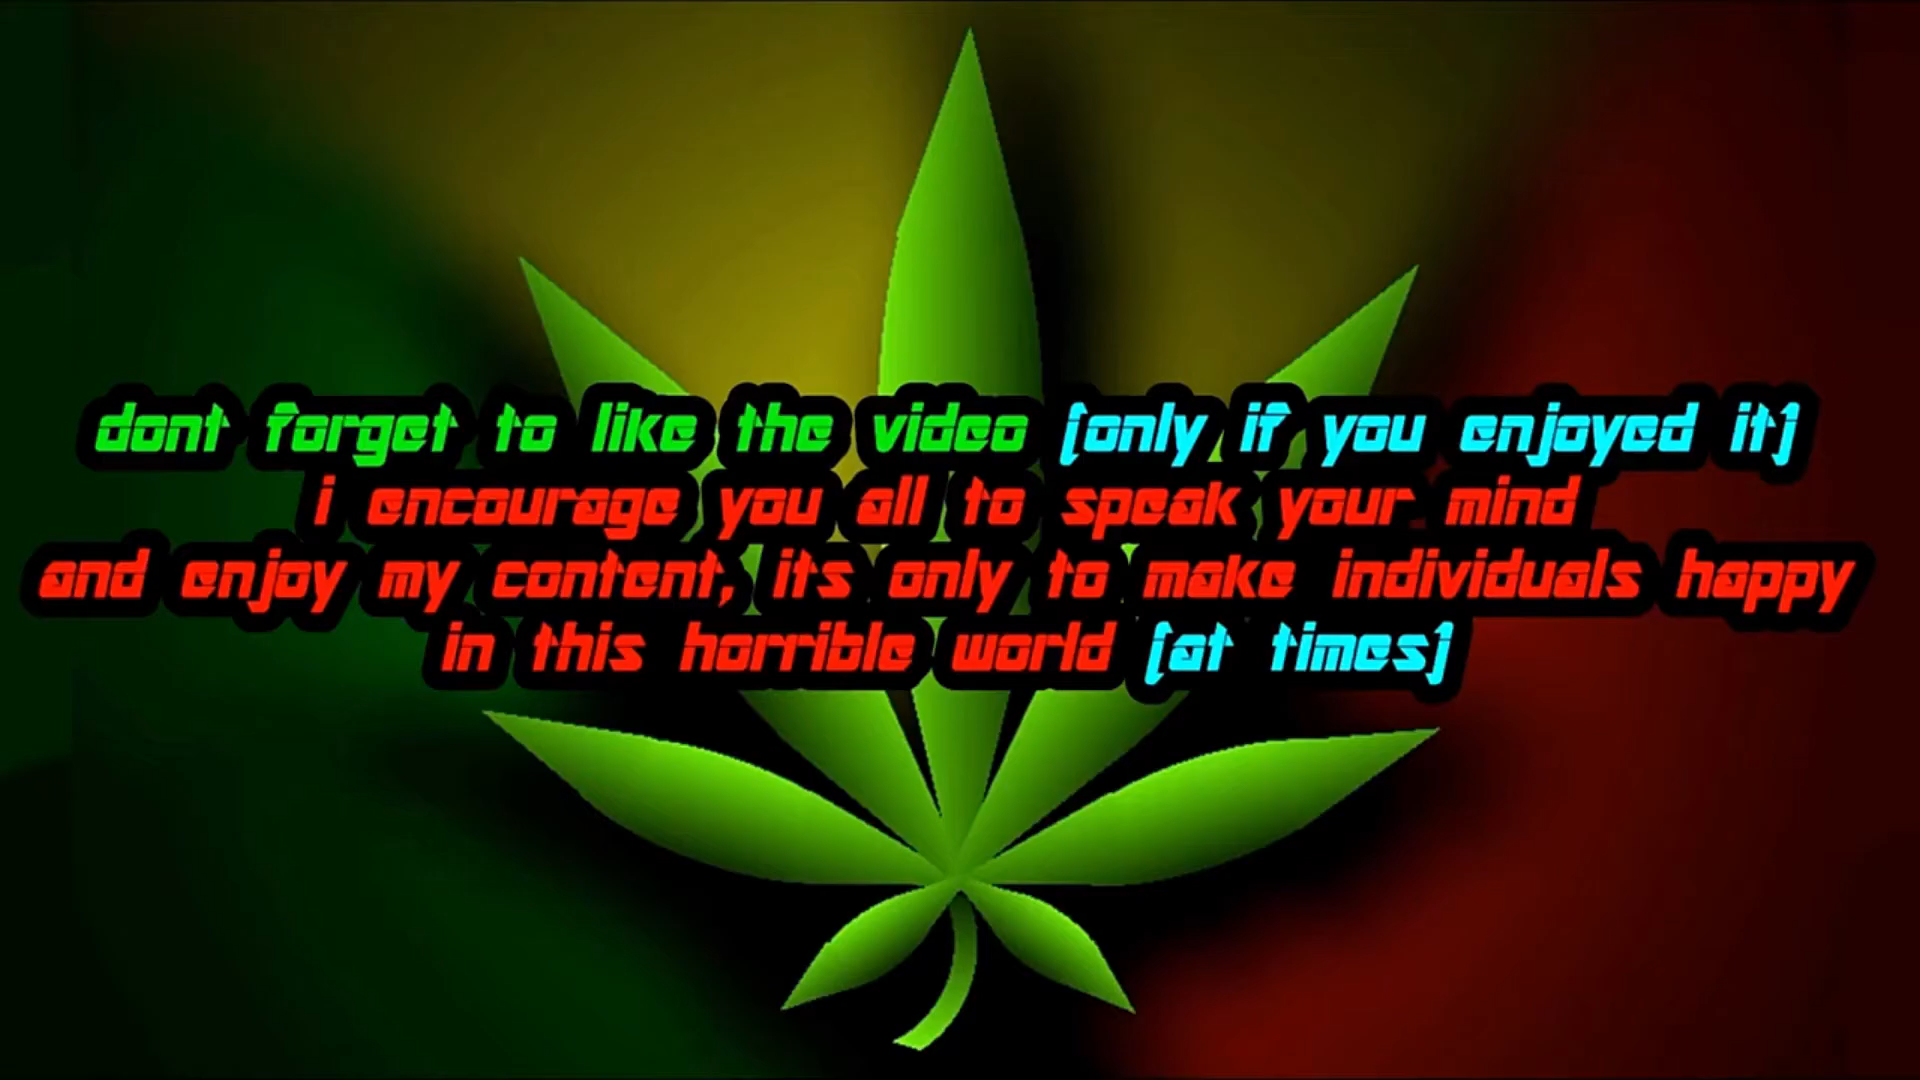 dont forget to like the video (only if you enjoyed it)
i encourage you all to speak your mind
and enjoy my content, its only to make individuals happy
in this horrible world (at times)